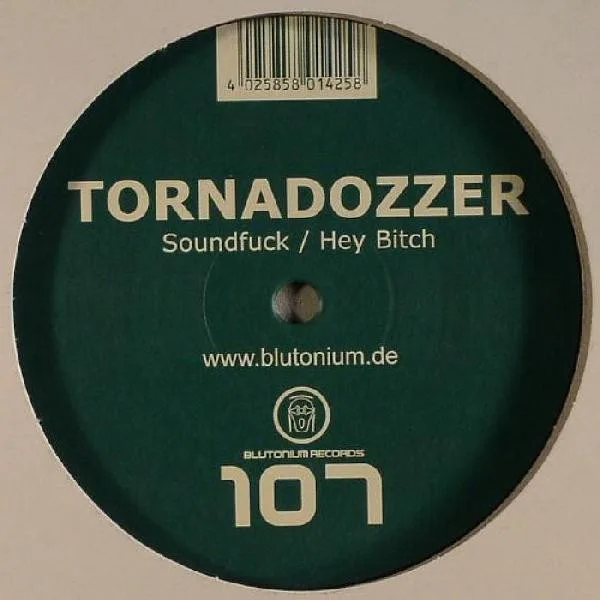 4 025858 014258
TORNADOZZER
Soundfuck / Hey Bitch
www.blutonium.de
BLUTONIUM RECORDS
107